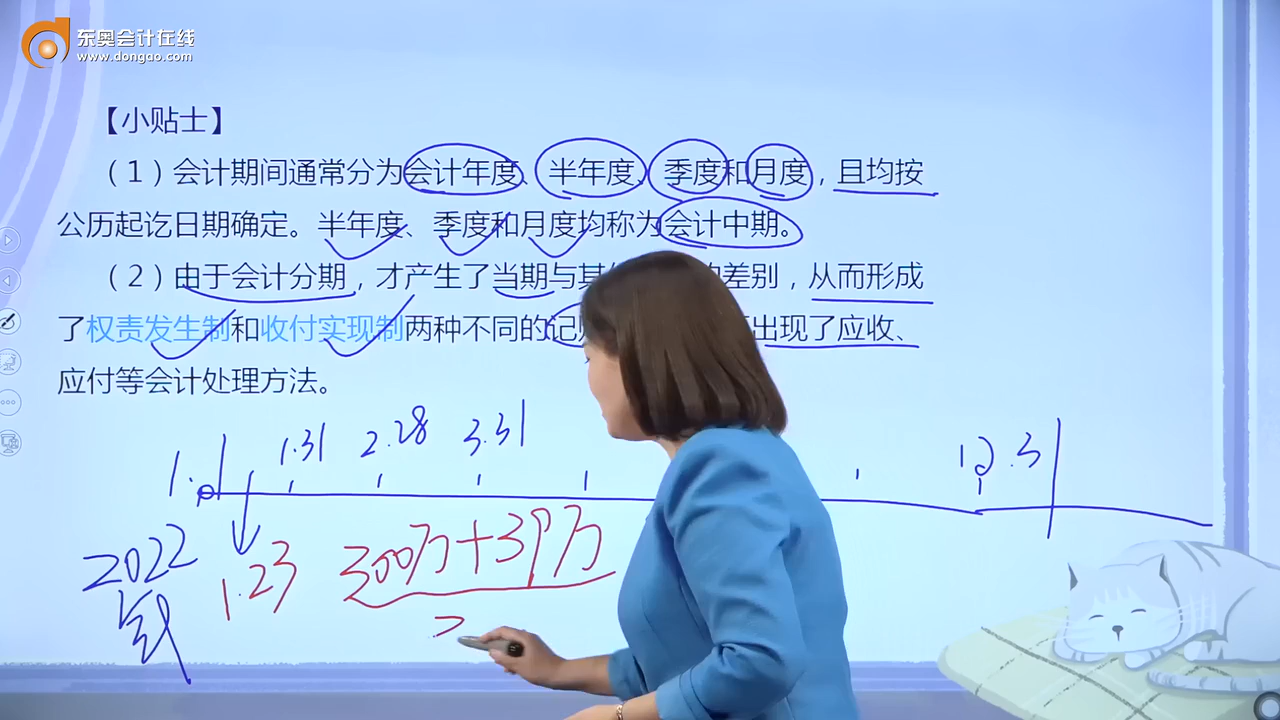 东奥会计在线
www.dongao.com
【小贴士】
（1）会计期间通常分为会计年度、半年度、季度和月度，且均按
公历起讫日期确定。半年度、季度和月度均称为会计中期。
（2）由于会计分期，才产生了当期与其的差别，从而形成
了权责发生制和收付实现制两种不同的记出现了应收、
应付等会计处理方法。
1.1 1.31 2.28 3.31 12.31
2022 1.23 300万+39万